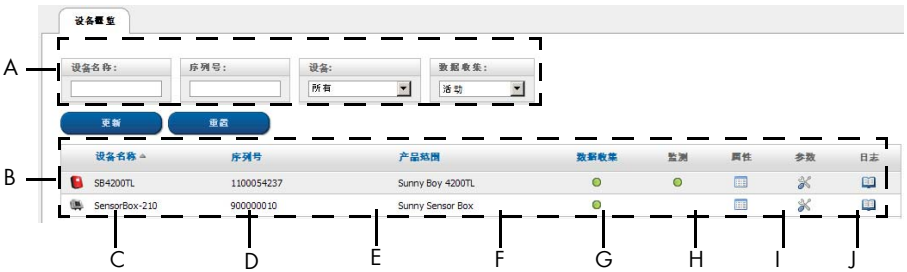 设备概览
A
设备名称:
序列号:
设备:
数据收集:
所有
活动
更新
重置
B
设备名称 序列号 产品范围 数据收集 监测 属性 参数 日志
SB4200TL 1100054237 Sunny Boy 4200TL
SensorBox-210 900000010 Sunny Sensor Box
C D E F G H I J